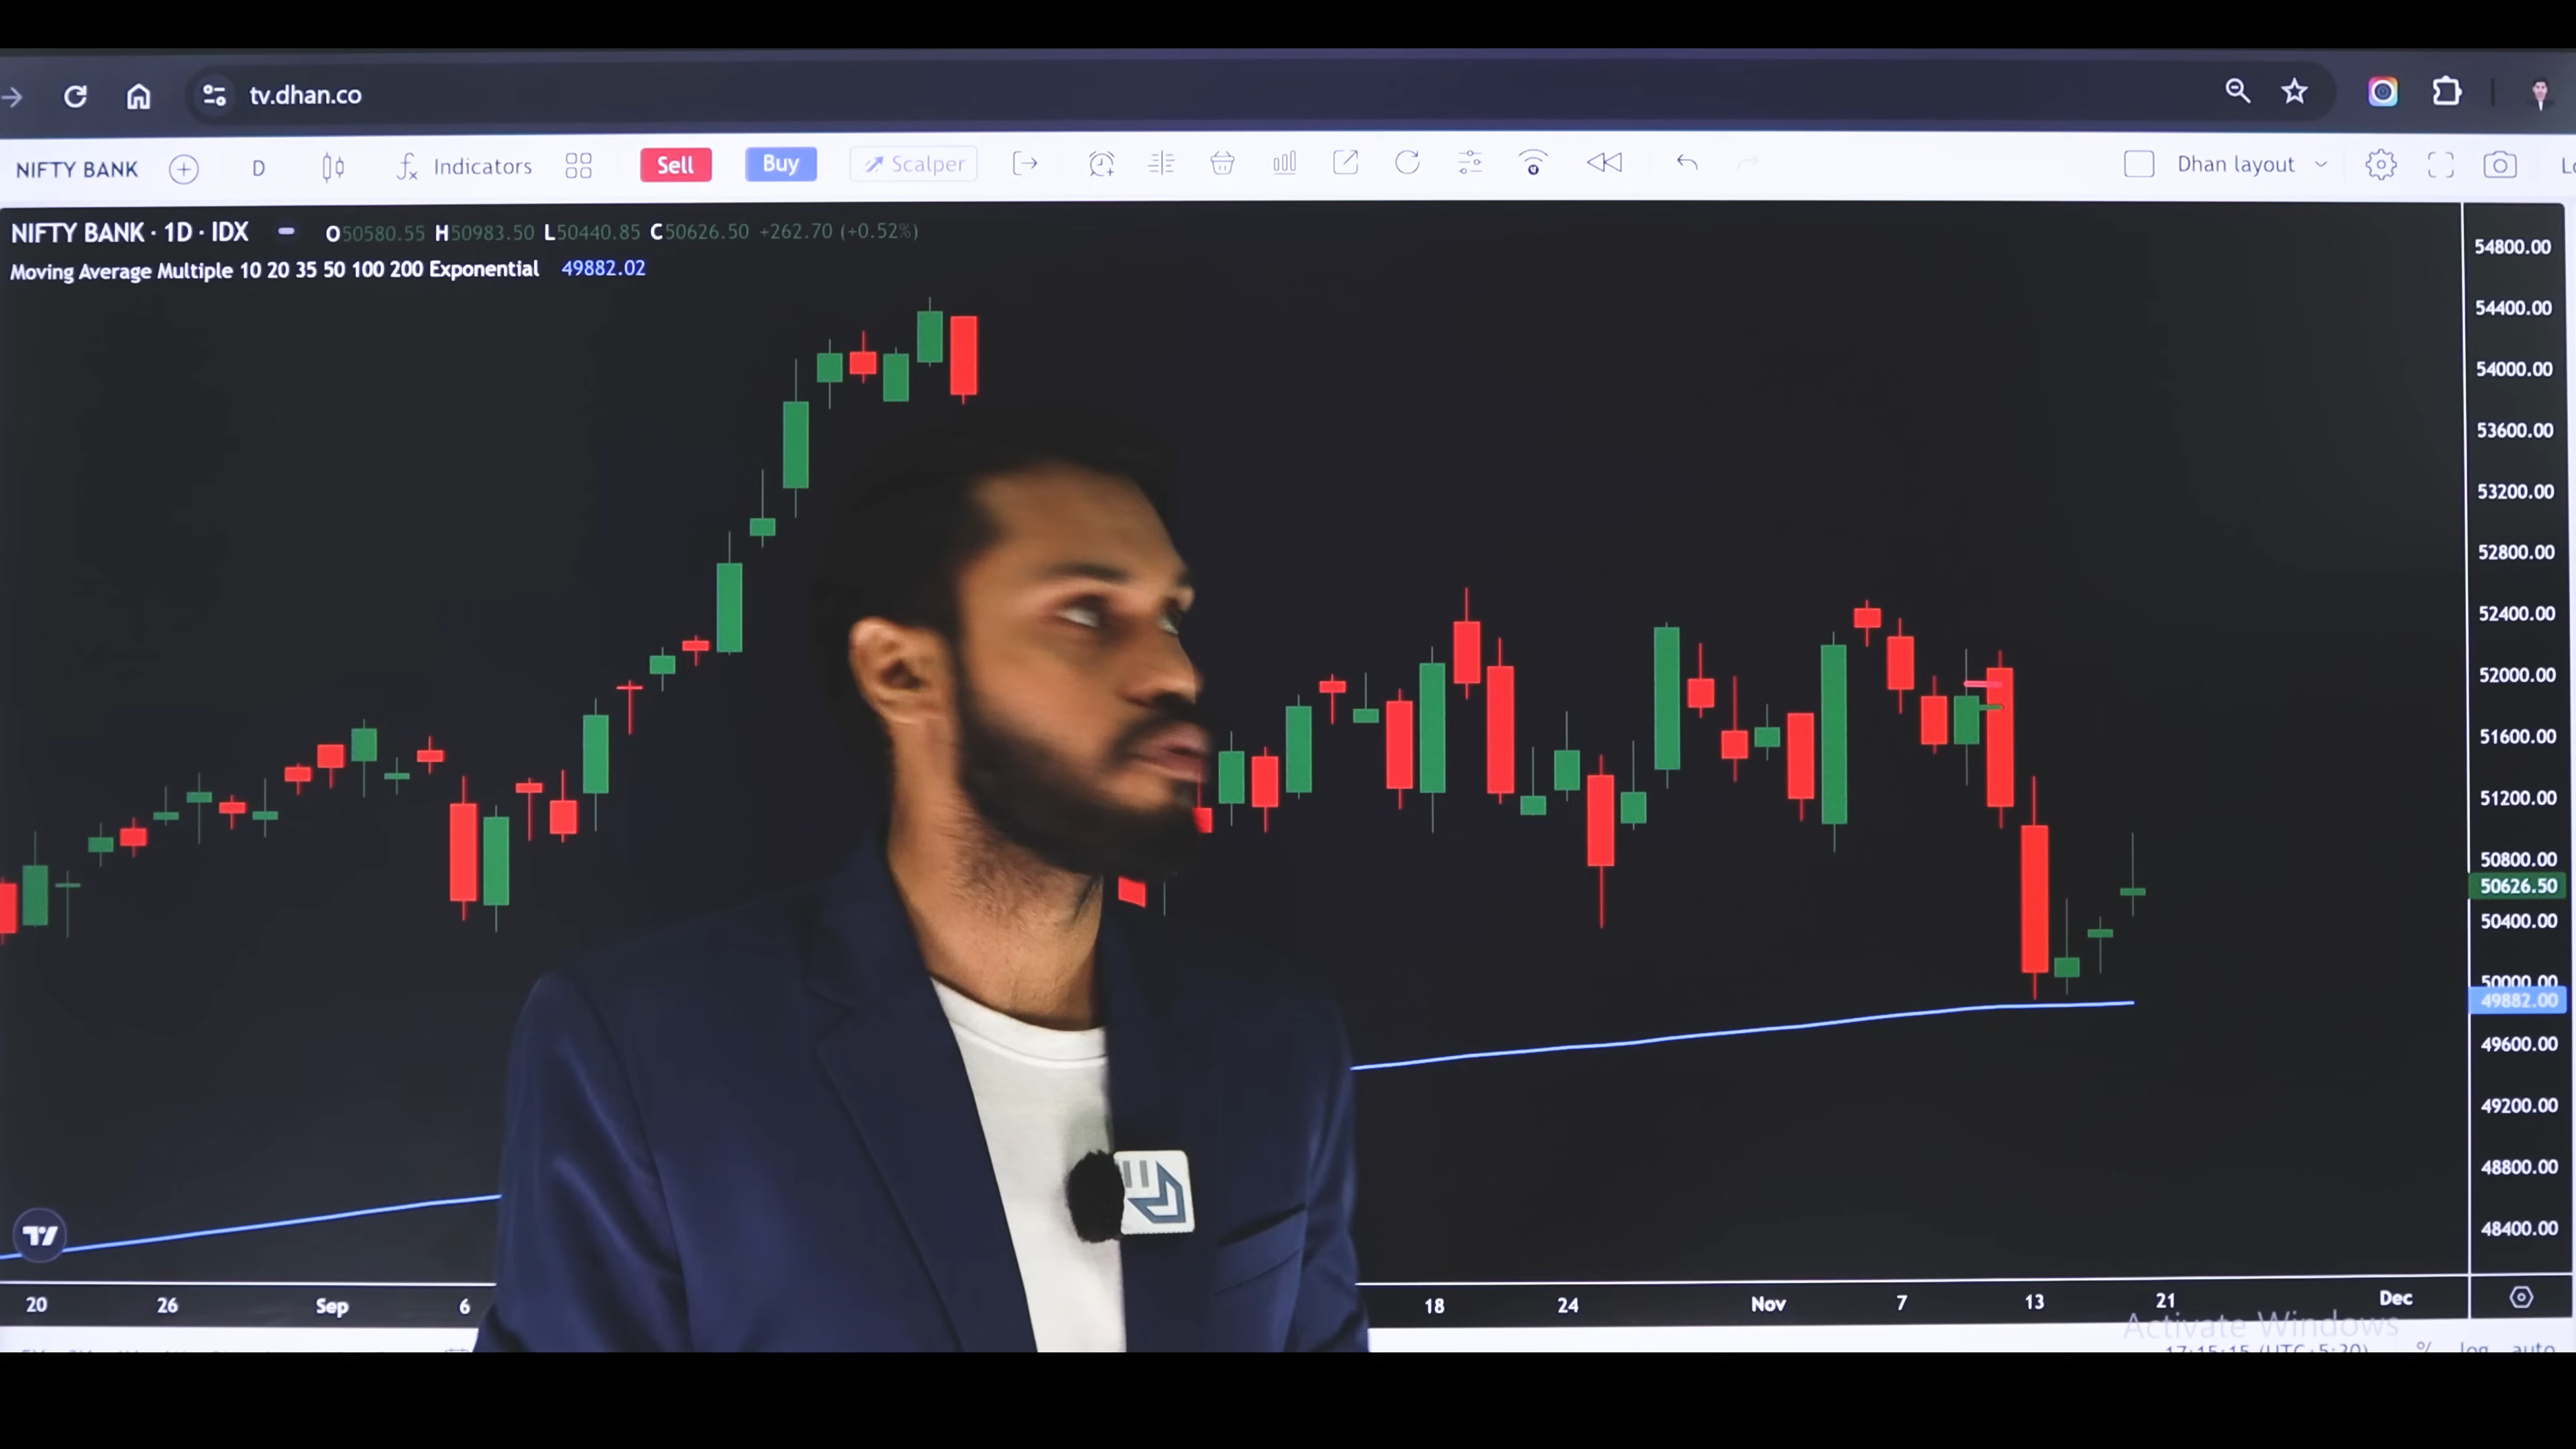 tv.dhan.co
NIFTY BANK D Indicators Sell Buy Scalper Dhan layout
NIFTY BANK · 1D · IDX O50580.55 H50983.50 L50440.85 C50626.50 +262.70 (+0.52%)
Moving Average Multiple 10 20 35 50 100 200 Exponential 49882.02
54800.00
54400.00
54000.00
53600.00
53200.00
52800.00
52400.00
52000.00
51600.00
51200.00
50800.00
50626.50
50400.00
50000.00
49882.00
49600.00
49200.00
48800.00
48400.00
20 26 Sep 6 18 24 Nov 7 13 21 Dec
Activate Windows
% log auto